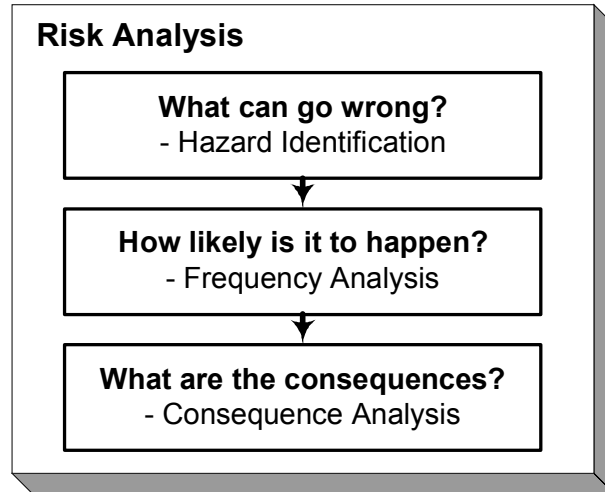 Risk Analysis
What can go wrong?
- Hazard Identification
How likely is it to happen?
- Frequency Analysis
What are the consequences?
- Consequence Analysis